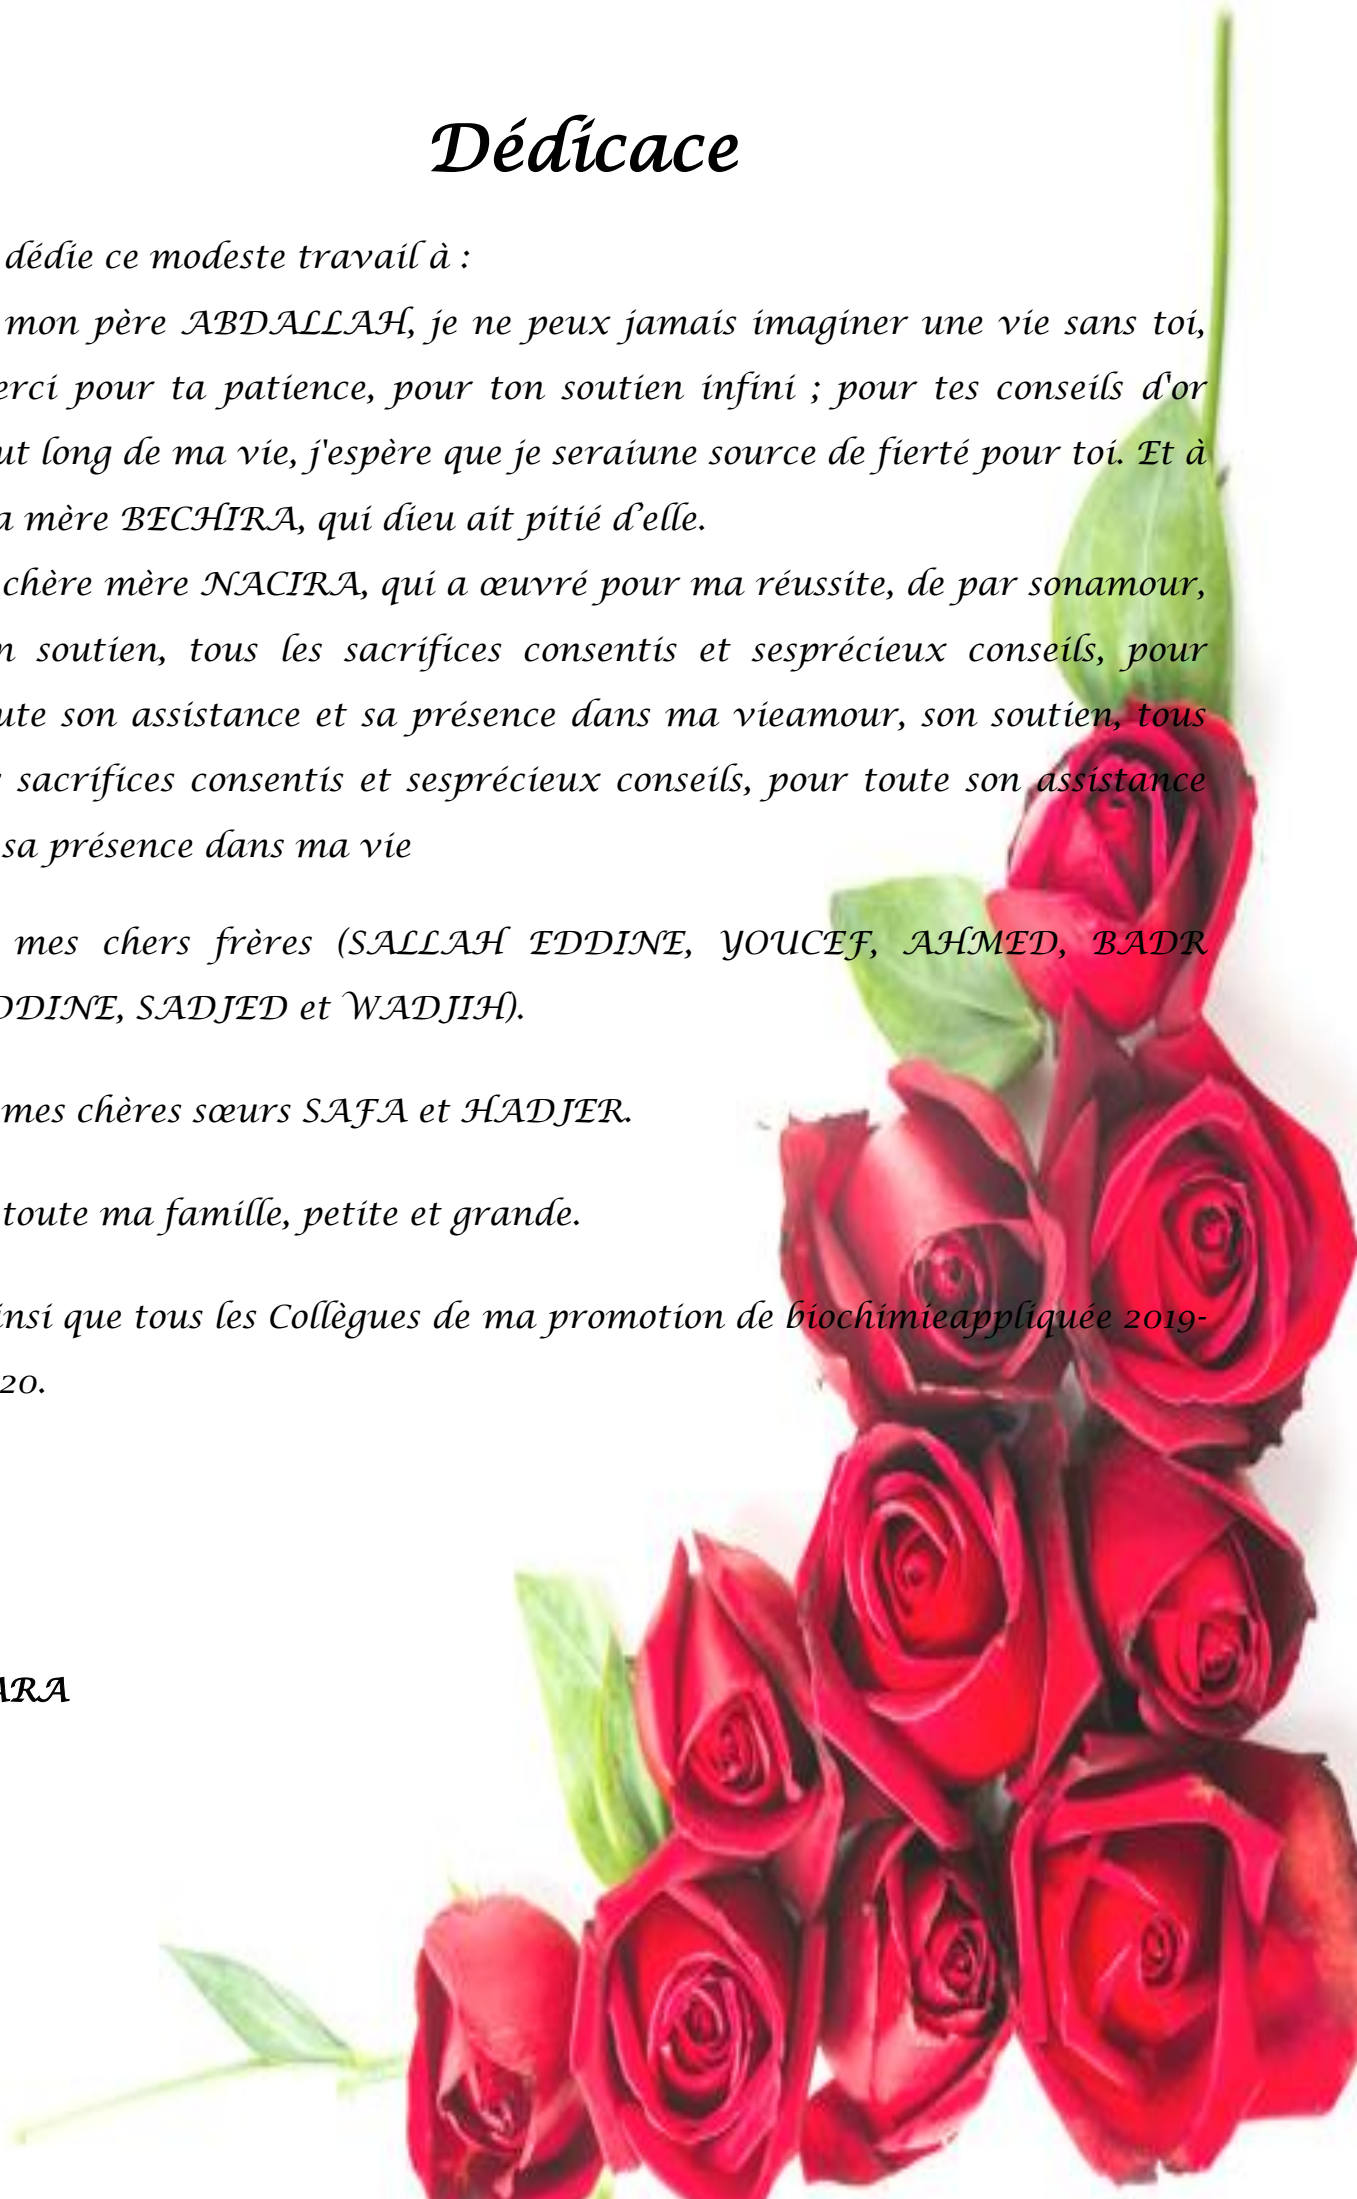 Dédicace
dédie ce modeste travail à :
mon père ABDALLAH, je ne peux jamais imaginer une vie sans toi,
erci pour ta patience, pour ton soutien infini ; pour tes conseils d'or
ut long de ma vie, j'espère que je seraiune source de fierté pour toi. Et à
a mère BECHIRA, qui dieu ait pitié d'elle.
chère mère NACIRA, qui a œuvré pour ma réussite, de par sonamour,
n soutien, tous les sacrifices consentis et sesprécieux conseils, pour
ute son assistance et sa présence dans ma vieamour, son soutien, tous
sacrifices consentis et sesprécieux conseils, pour toute son assistance
sa présence dans ma vie
mes chers frères (SALLAH EDDINE, YOUCEF, AHMED, BADR
DDINE, SADJED et WADJIH).
mes chères sœurs SAFA et HADJER.
toute ma famille, petite et grande.
insi que tous les Collègues de ma promotion de biochimieappliquée 2019-
20.
ARA